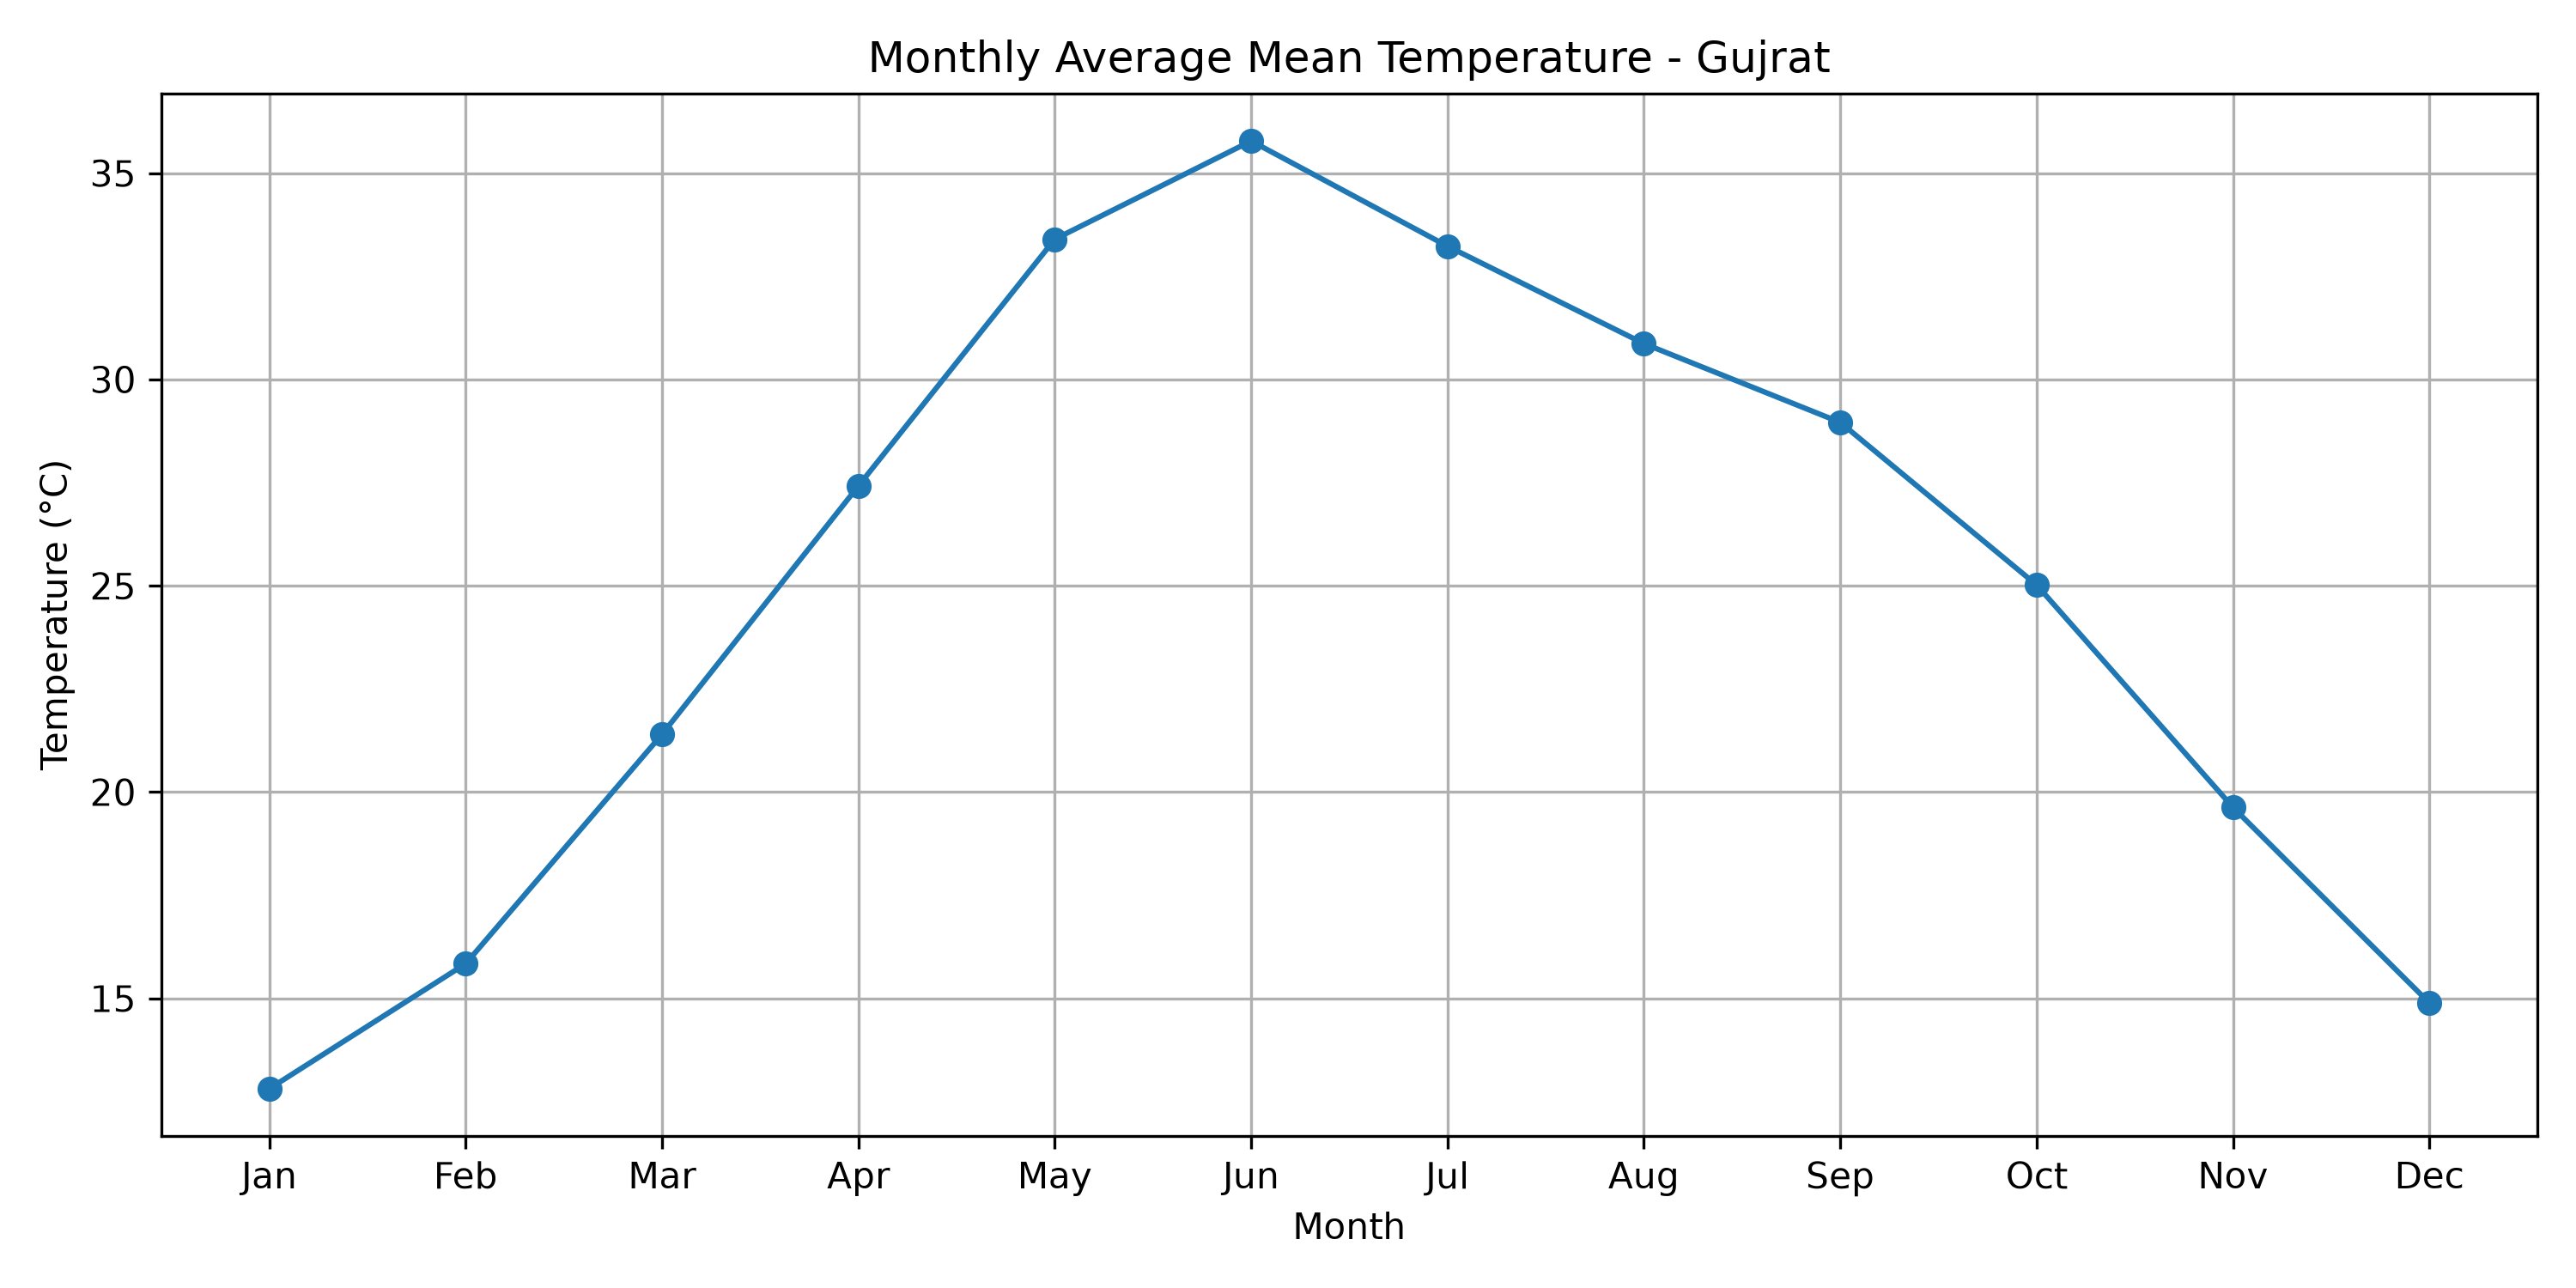 Monthly Average Mean Temperature - Gujrat
Temperature (°C)
35
30
25
20
15
Jan Feb Mar Apr May Jun Jul Aug Sep Oct Nov Dec
Month